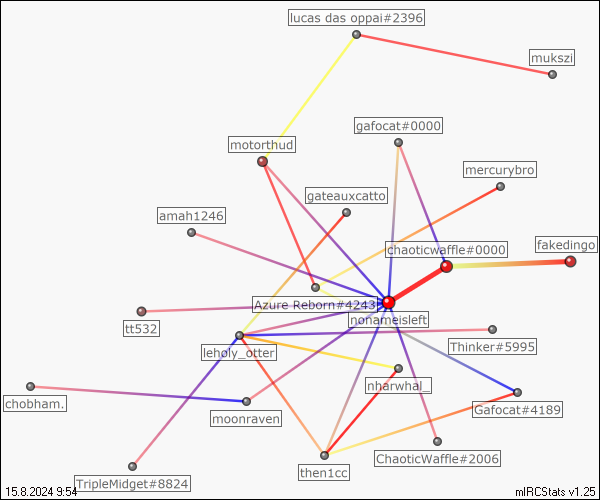 lucas das oppai#2396
mukszi
gafocat#0000
motorthud
mercurybro
gateauxcatto
amah1246
fakedingo
chaoticwaffle#0000
Azure Reborn#4243
nonameisleft
tt532
Thinker#5995
leholy_otter
nharwhal_
chobham.
Gafocat#4189
moonraven
ChaoticWaffle#2006
then1cc
TripleMidget#8824
15.8.2024 9:54
mIRCStats v1.25